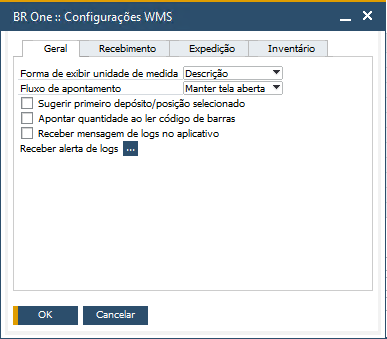 BR One :: Configurações WMS
Geral Recebimento Expedição Inventário
Forma de exibir unidade de medida Descrição
Fluxo de apontamento Manter tela aberta
Sugerir primeiro depósito/posição selecionado
Apontar quantidade ao ler código de barras
Receber mensagem de logs no aplicativo
Receber alerta de logs ...
OK Cancelar